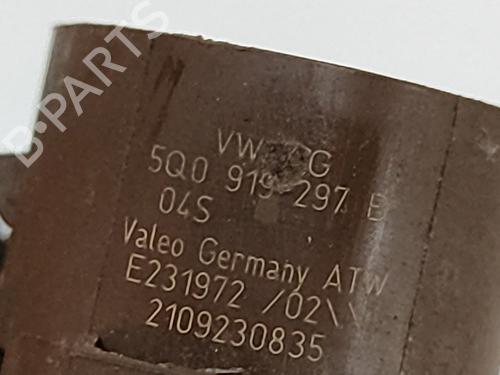 B-PARTS
VW AG
5Q0 919 297 B
04S
Valeo Germany ATW
E231972 /02\\
2109230835